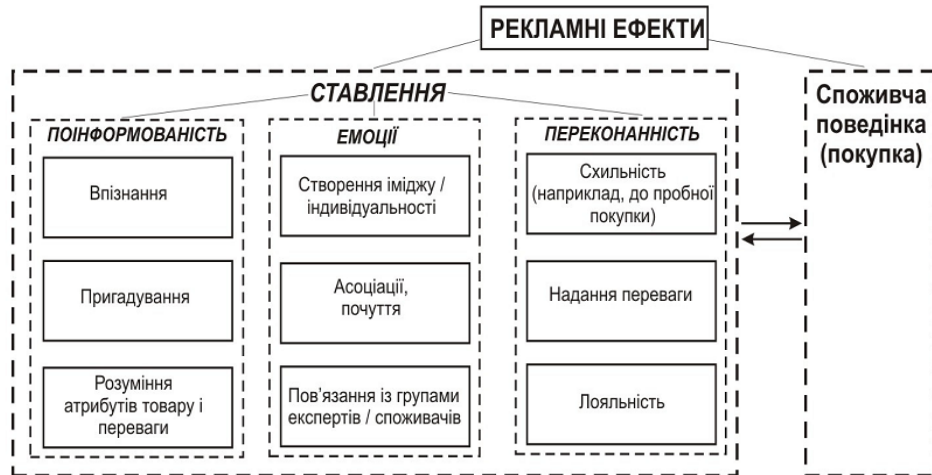 РЕКЛАМНІ ЕФЕКТИ
СТАВЛЕННЯ
ПОІНФОРМОВАНІСТЬ
Впізнання
Пригадування
Розуміння
атрибутів товару і
переваги
ЕМОЦІЇ
Створення іміджу /
індивідуальності
Асоціації,
почуття
Пов’язання із групами
експертів / споживачів
ПЕРЕКОНАННІСТЬ
Схильність
(наприклад, до пробної
покупки)
Надання переваги
Лояльність
Споживча
поведінка
(покупка)